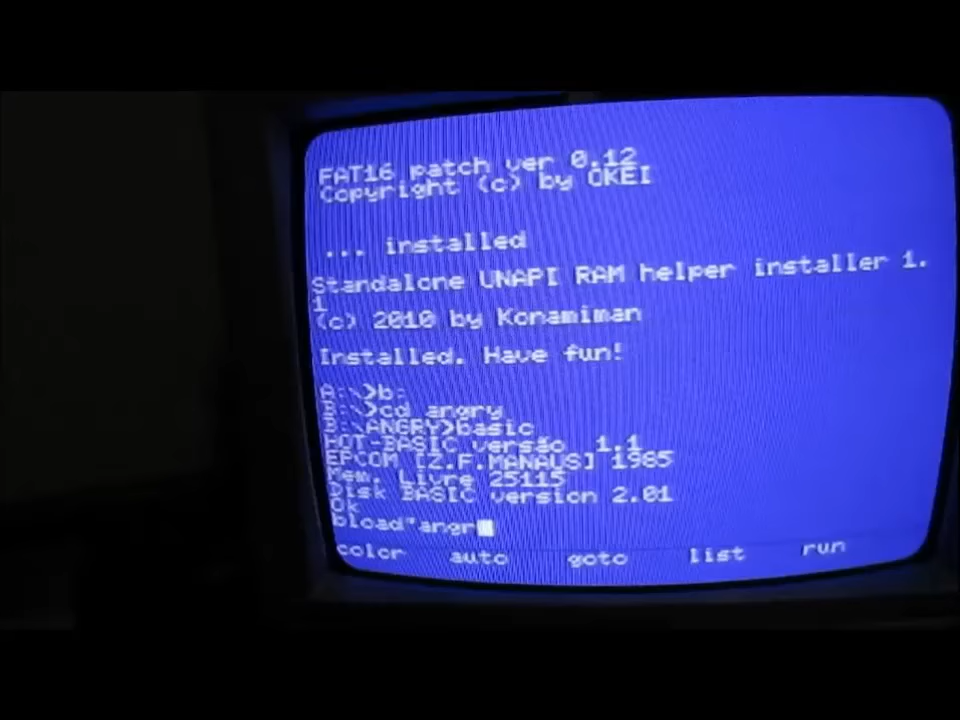 FAT16 patch ver 0.12
Copyright (c) by OKEI
... installed
Standalone UNAPI RAM helper installer 1.
1
(c) 2010 by Konamiman
Installed. Have fun!
A:\>b:
B:\>cd angry
B:\ANGRY>basic
HOT-BASIC versão 1.1
EPCOM [Z.F.MANAUS] 1985
Mem. Livre 25115
Disk BASIC version 2.01
Ok
bload"angr
color auto goto list run